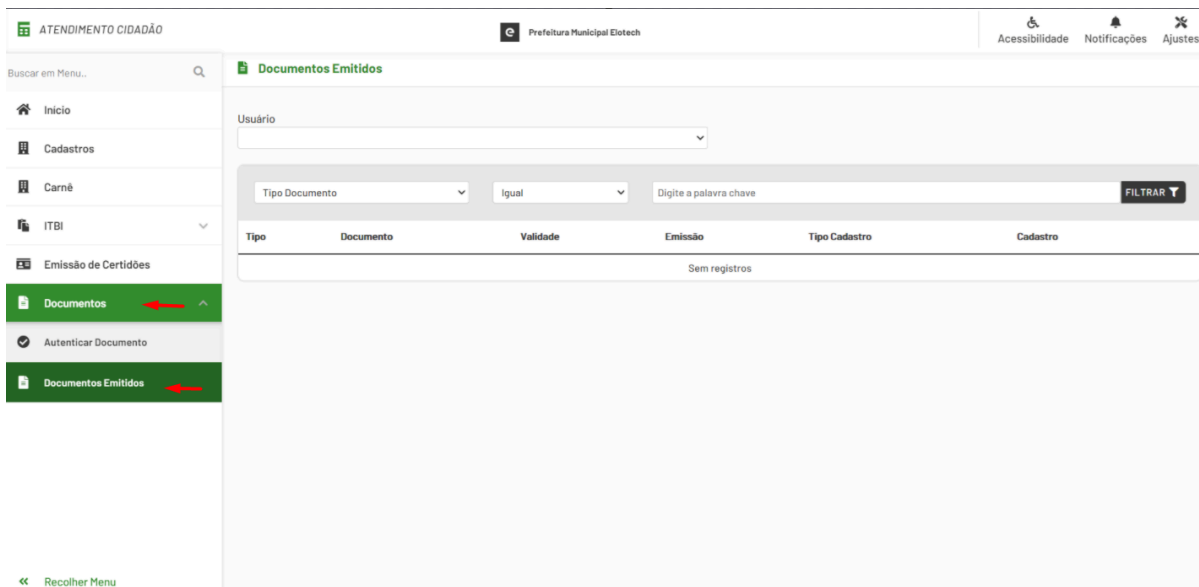 ATENDIMENTO CIDADÃO
Prefeitura Municipal Elotech
Acessibilidade
Notificações
Ajustes
Buscar em Menu..
Início
Cadastros
Carnê
ITBI
Emissão de Certidões
Documentos
Autenticar Documento
Documentos Emitidos
Recolher Menu
Documentos Emitidos
Usuário
Tipo Documento
Igual
Digite a palavra chave
FILTRAR
Tipo Documento Validade Emissão Tipo Cadastro Cadastro
Sem registros